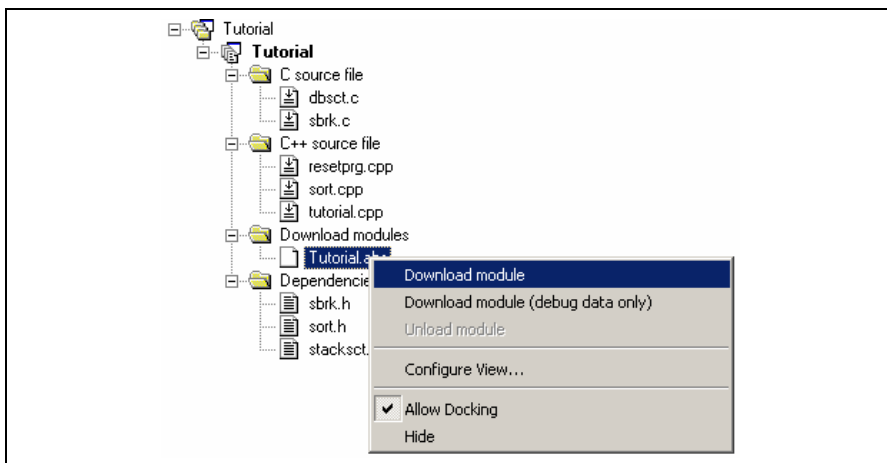 Tutorial
Tutorial
C source file
dbsct.c
sbrk.c
C++ source file
resetprg.cpp
sort.cpp
tutorial.cpp
Download modules
Download module
Download module (debug data only)
Unload module
Configure View...
Allow Docking
Hide
sbrk.h
sort.h